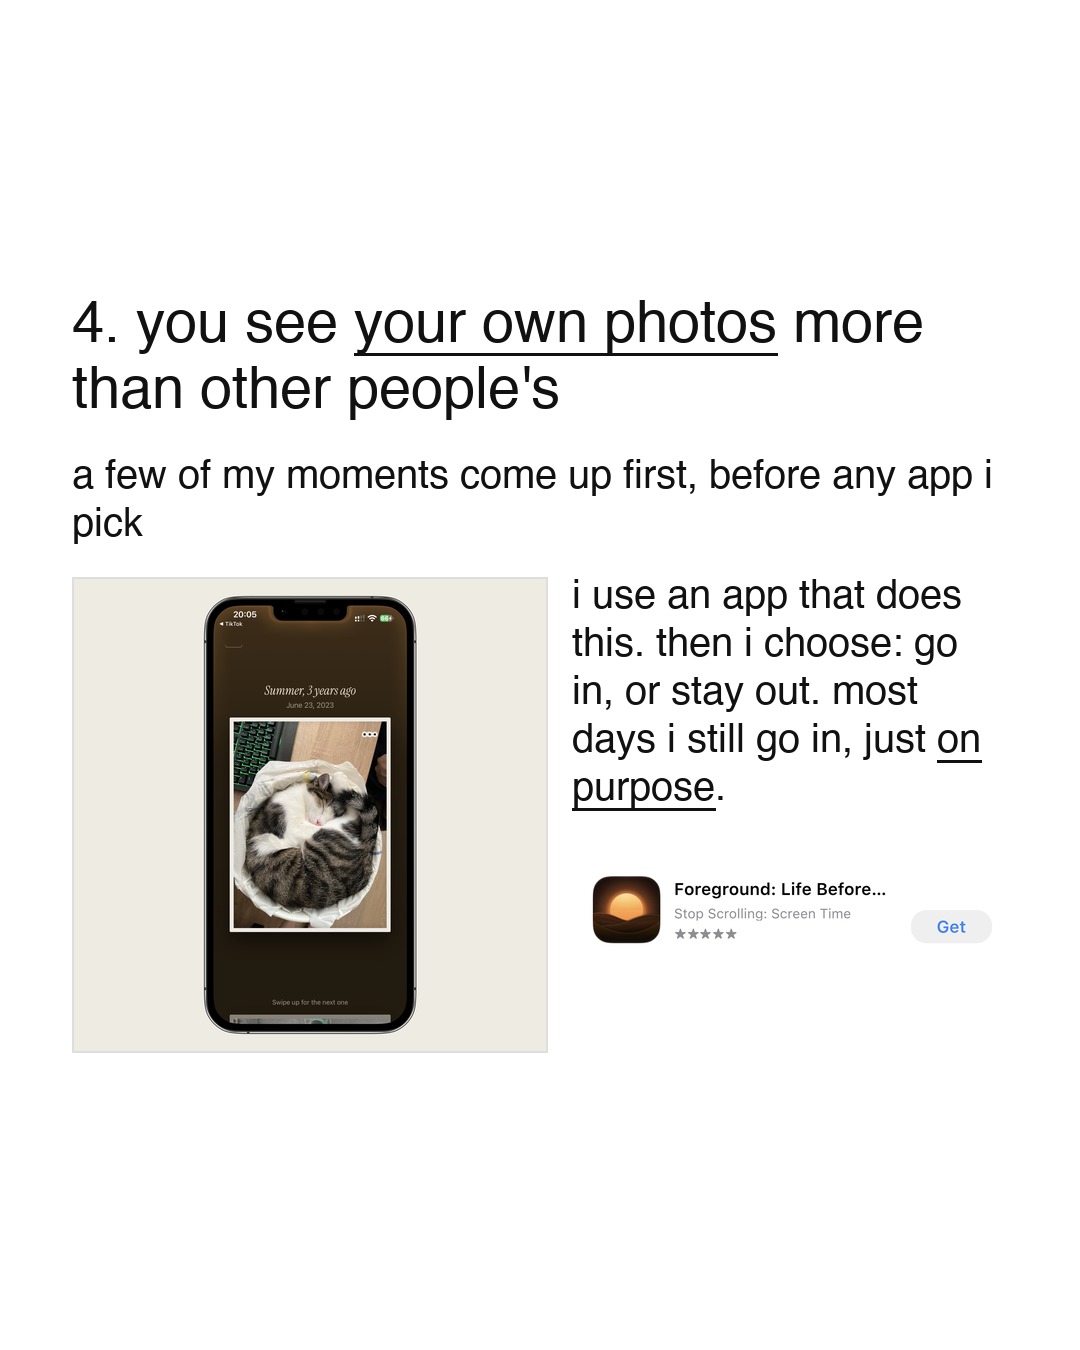 4. you see your own photos more
than other people's
a few of my moments come up first, before any app i
pick
20:05
◀ TikTok
66
Summer, 3 years ago
June 23, 2023
Swipe up for the next one
i use an app that does
this. then i choose: go
in, or stay out. most
days i still go in, just on
purpose.
Foreground: Life Before...
Stop Scrolling: Screen Time
★★★★★
Get